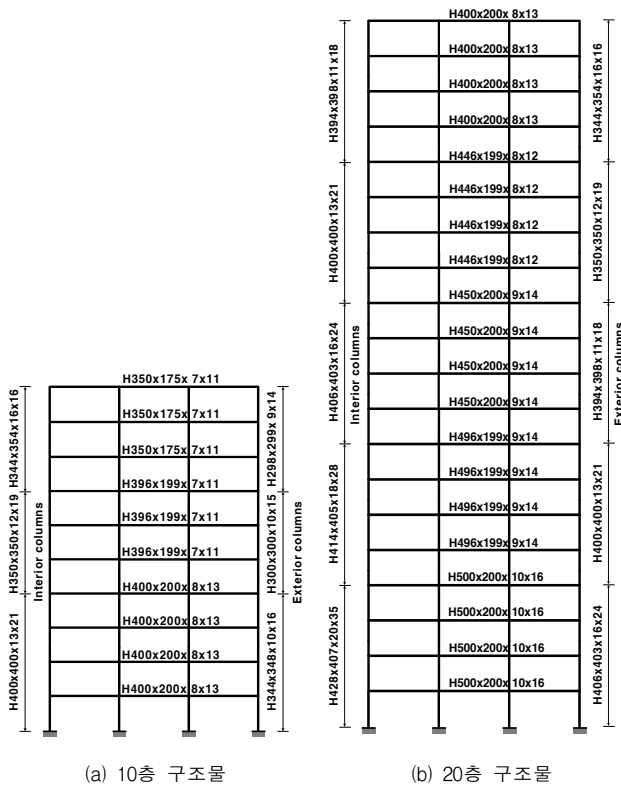 H344x354x16x16
H350x350x12x19
H400x400x13x21
Interior columns
H350x175x 7x11
H350x175x 7x11
H350x175x 7x11
H396x199x 7x11
H396x199x 7x11
H396x199x 7x11
H400x200x 8x13
H400x200x 8x13
H400x200x 8x13
H400x200x 8x13
H298x299x 9x14
H300x300x10x15
H344x348x10x16
Exterior columns
(a) 10층 구조물
H394x398x11x18
H400x400x13x21
H406x403x16x24
H414x405x18x28
H428x407x20x35
Interior columns
H400x200x 8x13
H400x200x 8x13
H400x200x 8x13
H400x200x 8x13
H446x199x 8x12
H446x199x 8x12
H446x199x 8x12
H446x199x 8x12
H450x200x 9x14
H450x200x 9x14
H450x200x 9x14
H450x200x 9x14
H496x199x 9x14
H496x199x 9x14
H496x199x 9x14
H496x199x 9x14
H500x200x 10x16
H500x200x 10x16
H500x200x 10x16
H500x200x 10x16
H344x354x16x16
H350x350x12x19
H394x398x11x18
H400x400x13x21
H406x403x16x24
Exterior columns
(b) 20층 구조물